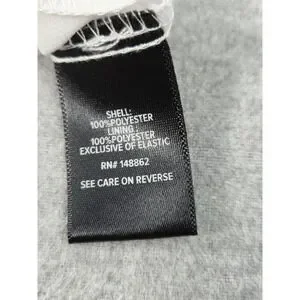 SHELL:
100%POLYESTER
LINING :
100%POLYESTER
EXCLUSIVE OF ELASTIC
RN# 148862
SEE CARE ON REVERSE